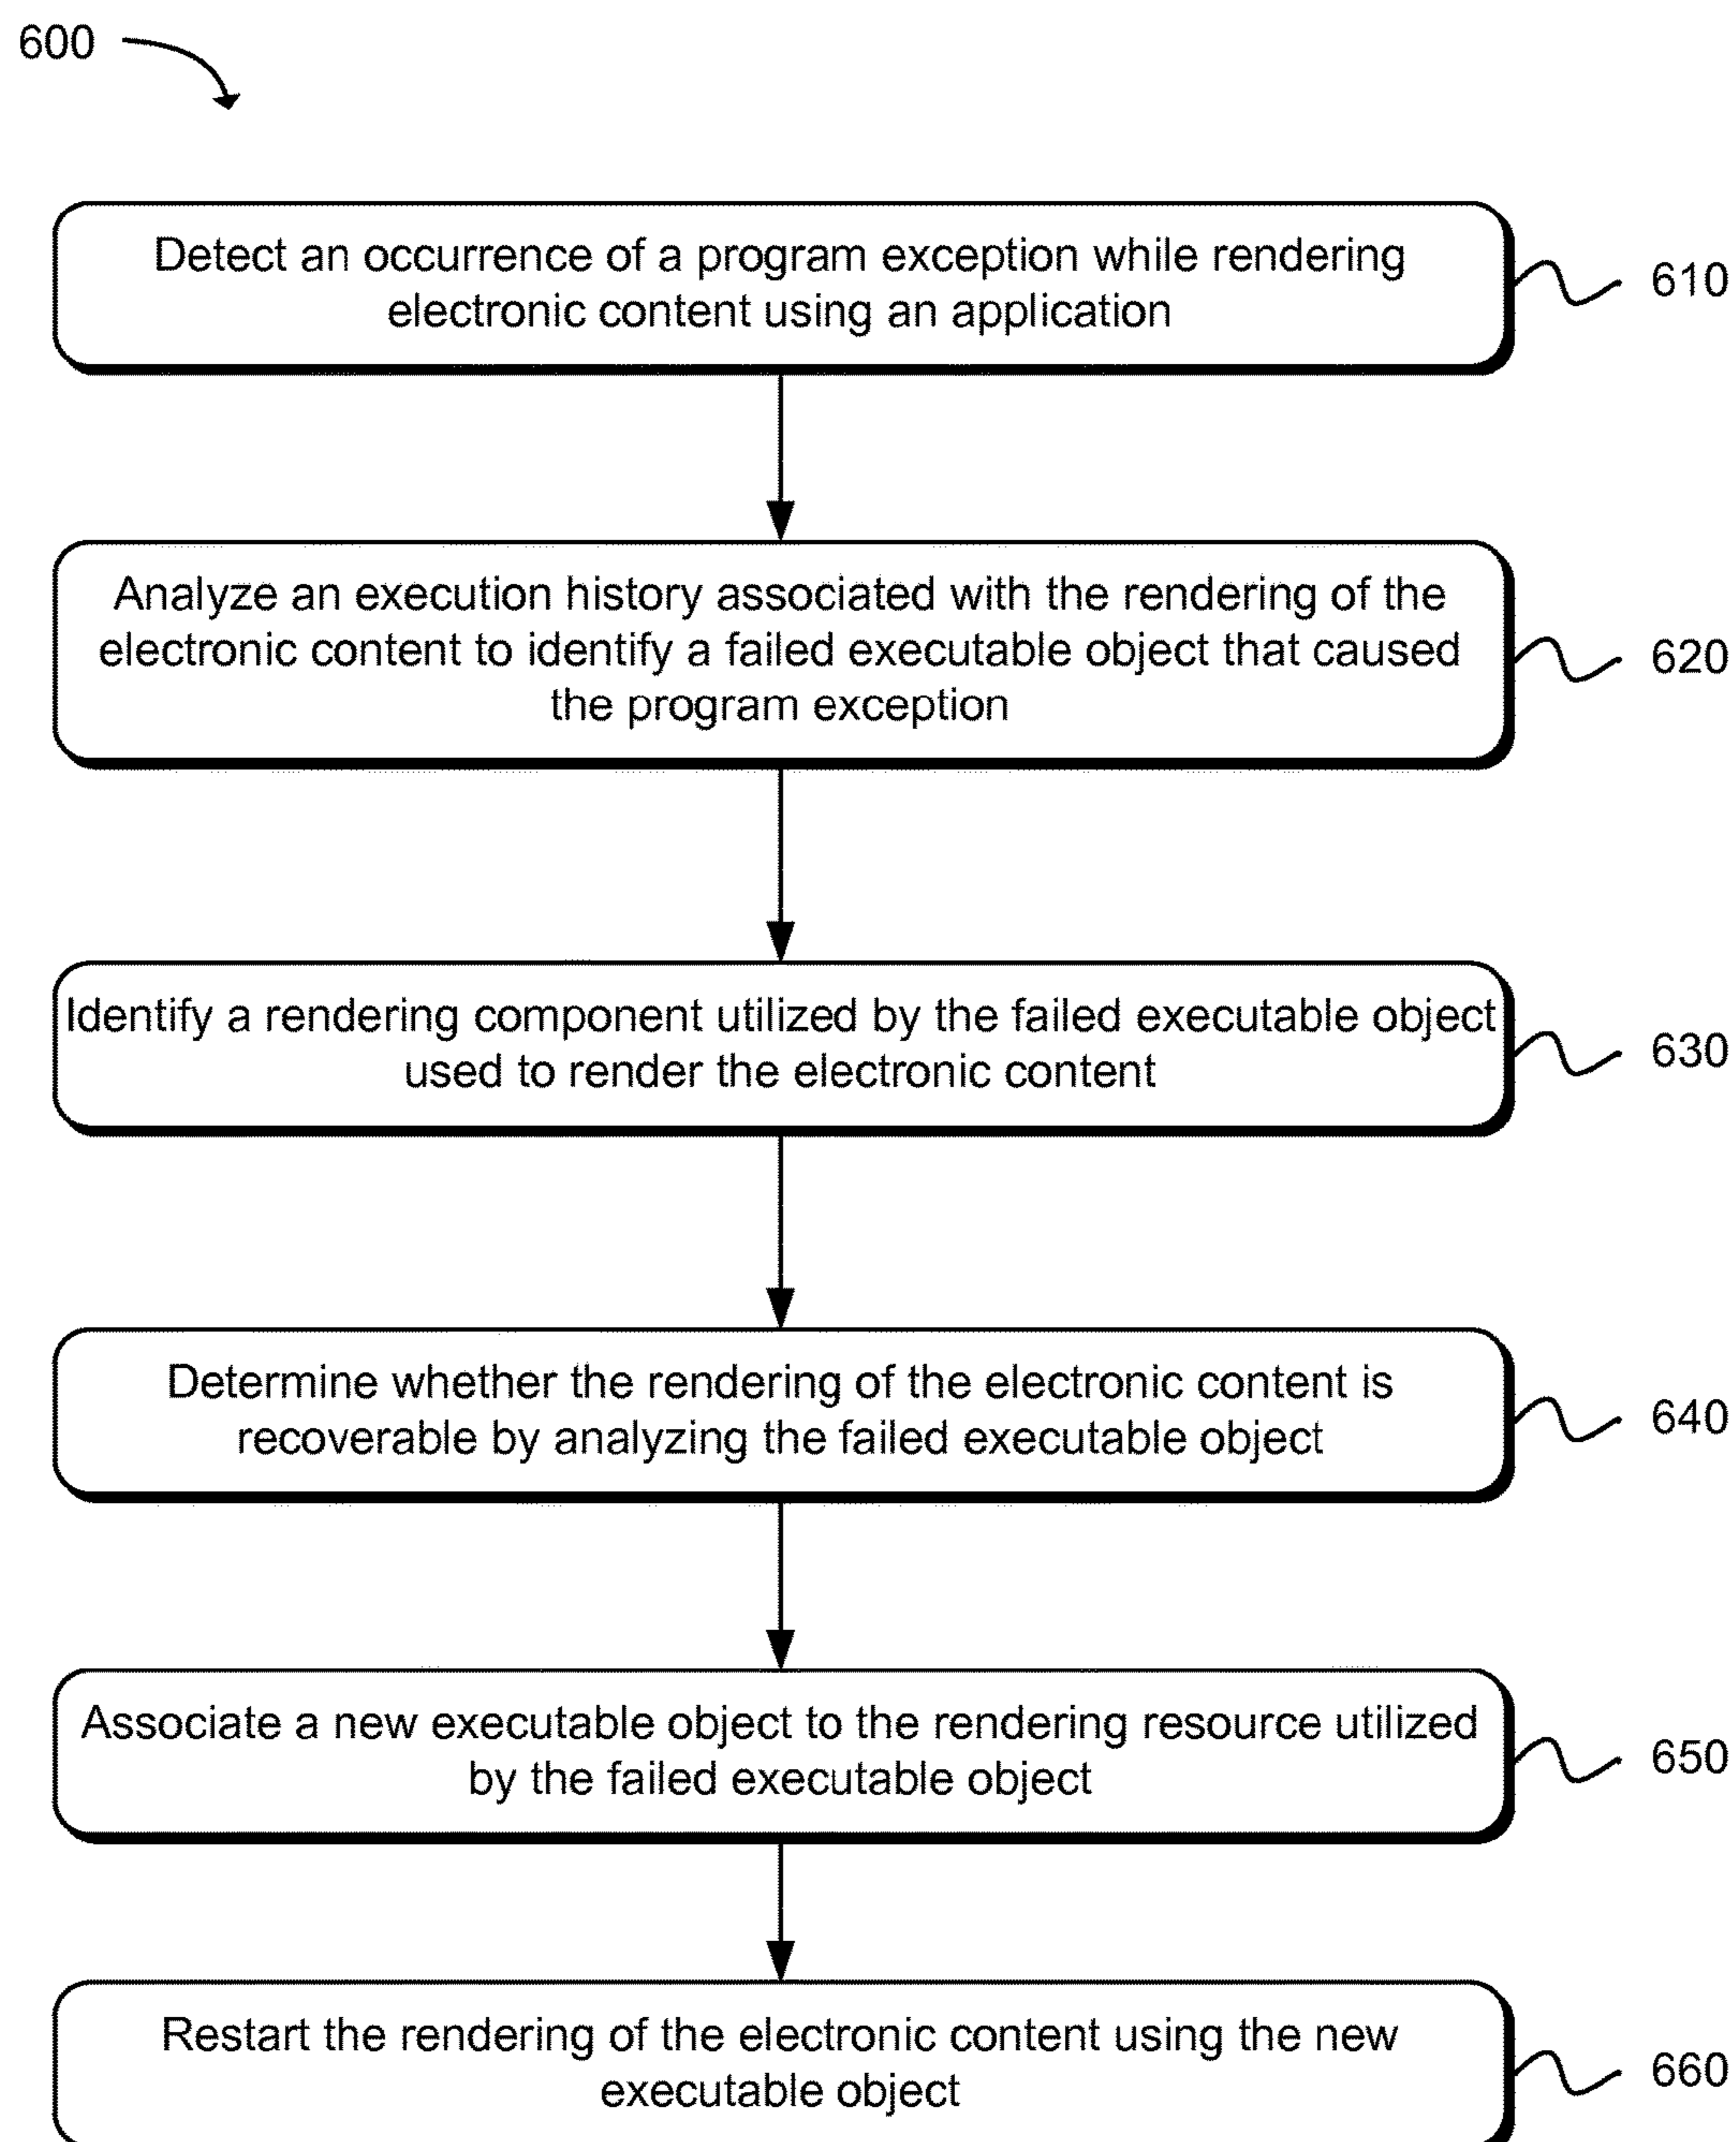 600
Detect an occurrence of a program exception while rendering
electronic content using an application
610
Analyze an execution history associated with the rendering of the
electronic content to identify a failed executable object that caused
the program exception
620
Identify a rendering component utilized by the failed executable object
used to render the electronic content
630
Determine whether the rendering of the electronic content is
recoverable by analyzing the failed executable object
640
Associate a new executable object to the rendering resource utilized
by the failed executable object
650
Restart the rendering of the electronic content using the new
executable object
660